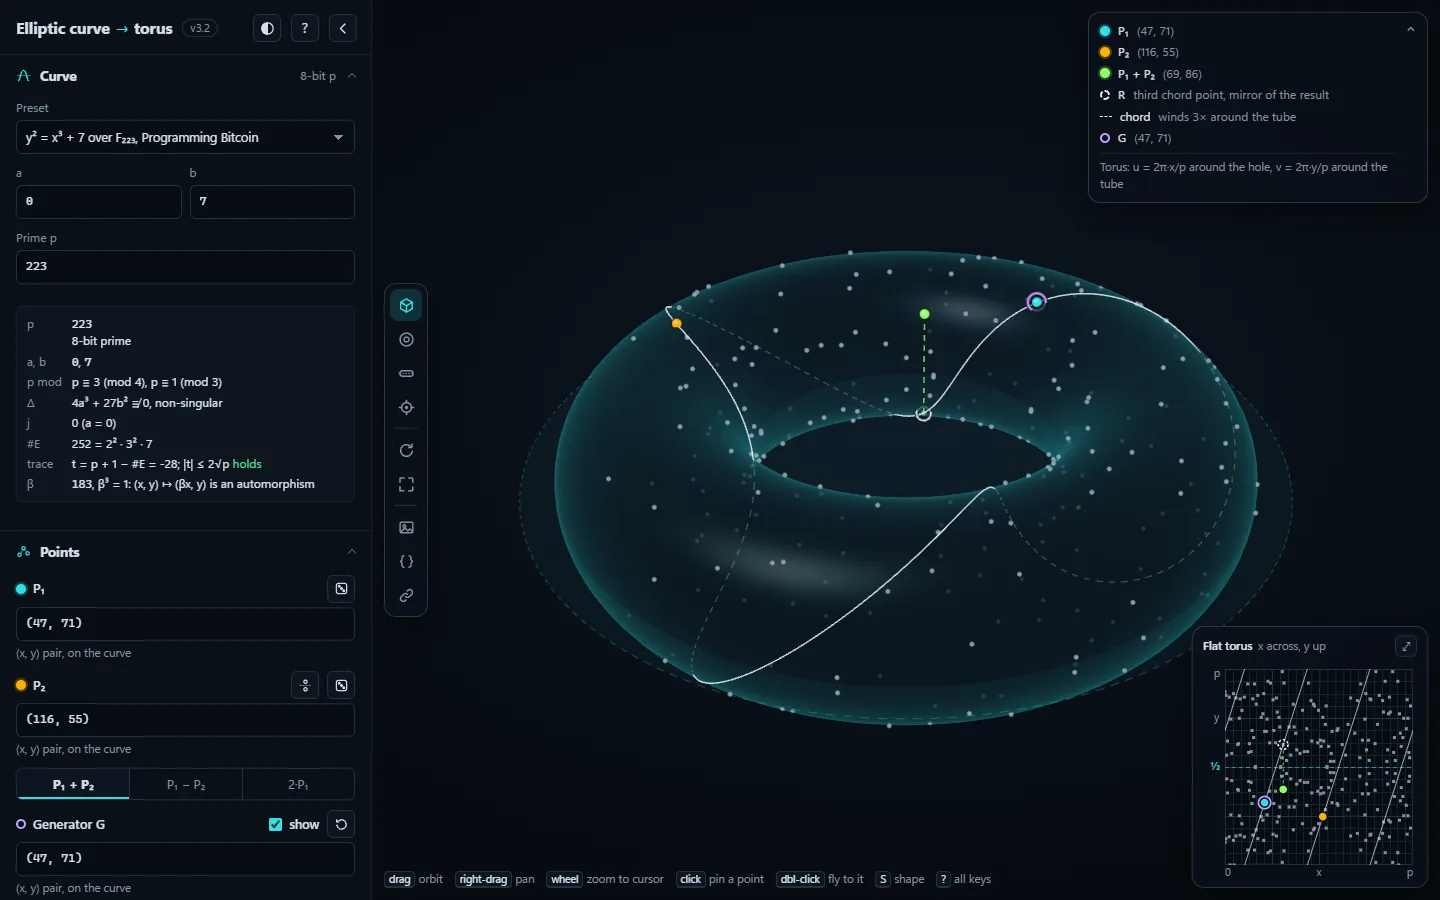 Elliptic curve → torus v3.2
?
Curve 8-bit p
Preset
y² = x³ + 7 over F₂₂₃, Programming Bitcoin
a b
0 7
Prime p
223
p 223
8-bit prime
a, b 0, 7
p mod p ≡ 3 (mod 4), p ≡ 1 (mod 3)
Δ 4a³ + 27b² ≢ 0, non-singular
j 0 (a = 0)
#E 252 = 2² · 3² · 7
trace t = p + 1 − #E = -28; |t| ≤ 2√p holds
β 183, β³ = 1: (x, y) ↦ (βx, y) is an automorphism
Points
P₁
(47, 71)
(x, y) pair, on the curve
P₂
(116, 55)
(x, y) pair, on the curve
P₁ + P₂ P₁ − P₂ 2·P₁
Generator G show
(47, 71)
(x, y) pair, on the curve
P₁ (47, 71)
P₂ (116, 55)
P₁ + P₂ (69, 86)
R third chord point, mirror of the result
chord winds 3× around the tube
G (47, 71)
Torus: u = 2π·x/p around the hole, v = 2π·y/p around the
tube
Flat torus x across, y up
p
y
½
0 x p
drag orbit right-drag pan wheel zoom to cursor click pin a point dbl-click fly to it S shape ? all keys